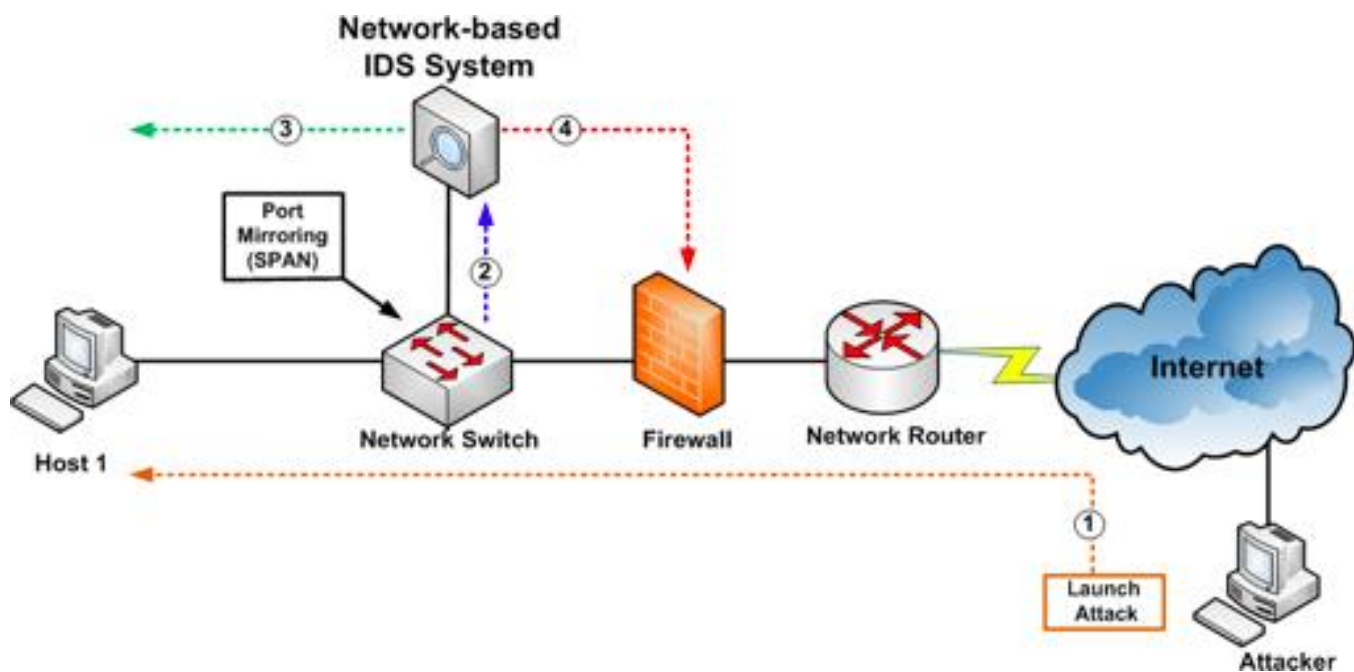 Network-based
IDS System
3
4
Port
Mirroring
(SPAN)
2
Internet
Network Switch
Firewall
Network Router
Host 1
1
Launch
Attack
Attacker